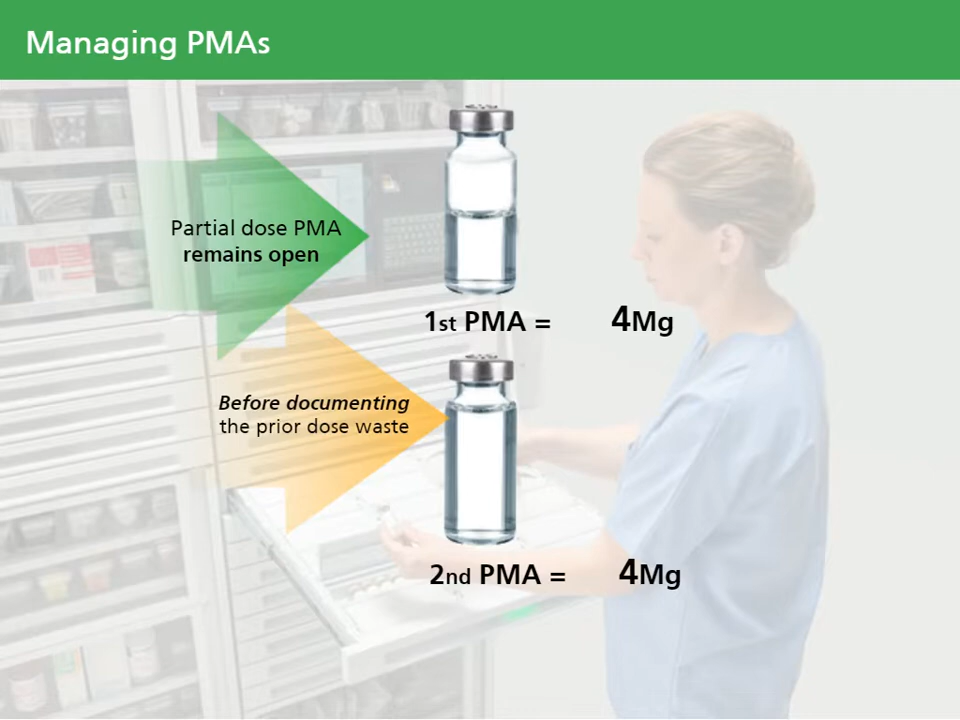 Managing PMAs
Partial dose PMA
remains open
1st PMA = 4Mg
Before documenting
the prior dose waste
2nd PMA = 4Mg